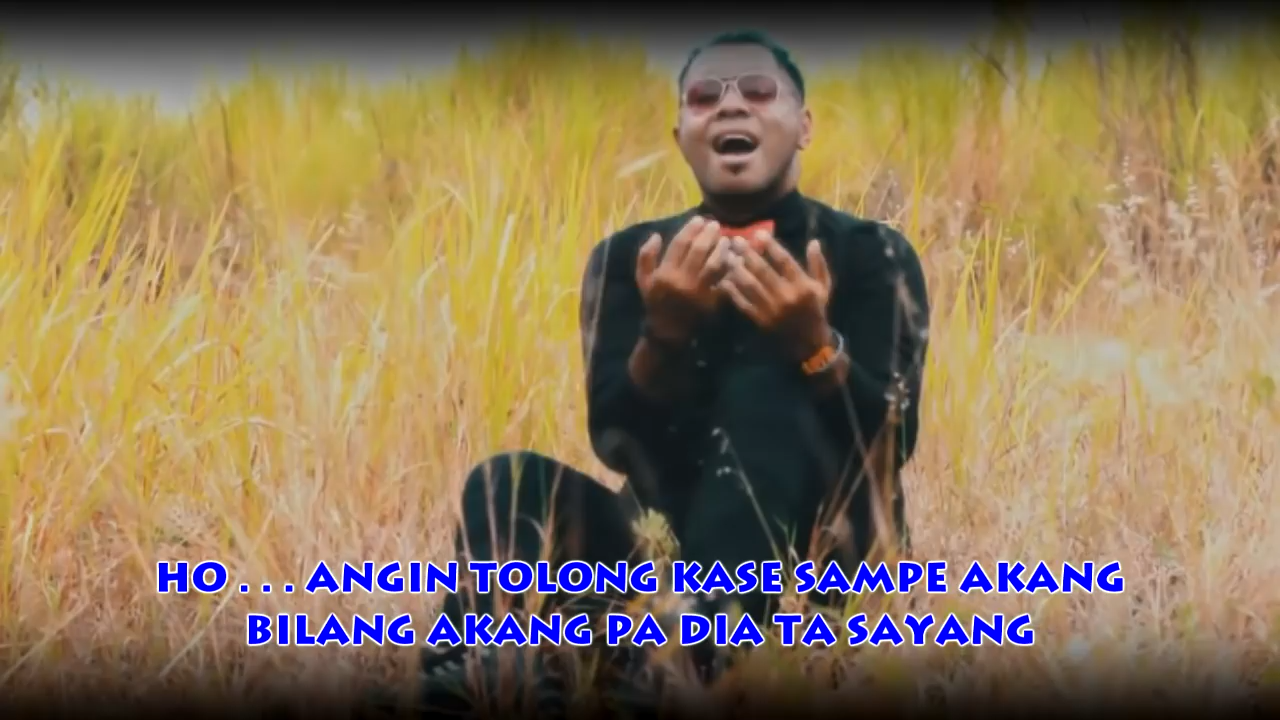 HO . . . ANGIN TOLONG KASE SAMPE AKANG
BILANG AKANG PA DIA TA SAYANG